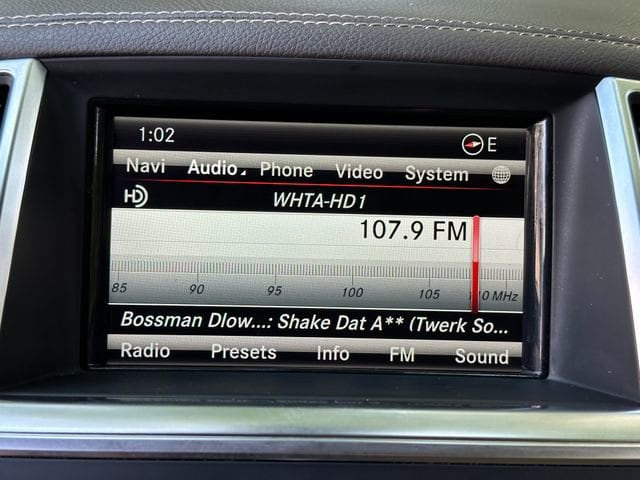 1:02 E
Navi Audio Phone Video System
HD WHTA-HD1
107.9 FM
85 90 95 100 105 110 MHz
Bossman Dlow...: Shake Dat A** (Twerk So...
Radio Presets Info FM Sound